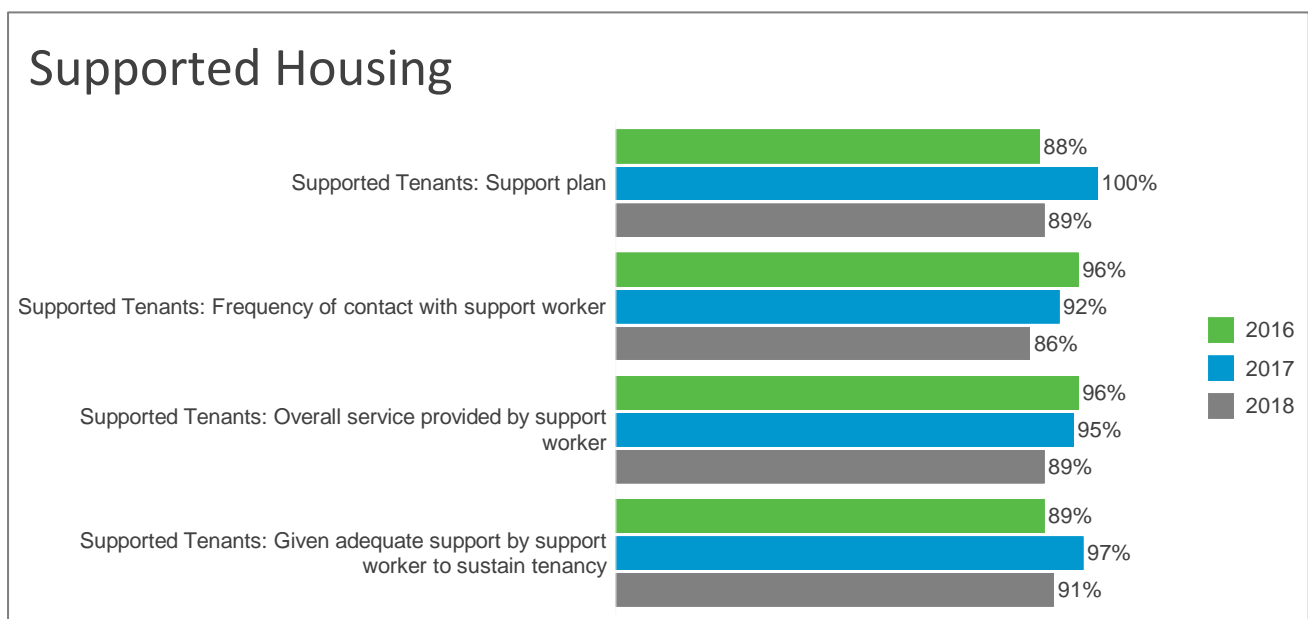 Supported Housing
Supported Tenants: Support plan
88%
100%
89%
Supported Tenants: Frequency of contact with support worker
96%
92%
86%
Supported Tenants: Overall service provided by support
worker
96%
95%
89%
Supported Tenants: Given adequate support by support
worker to sustain tenancy
89%
97%
91%
2016
2017
2018